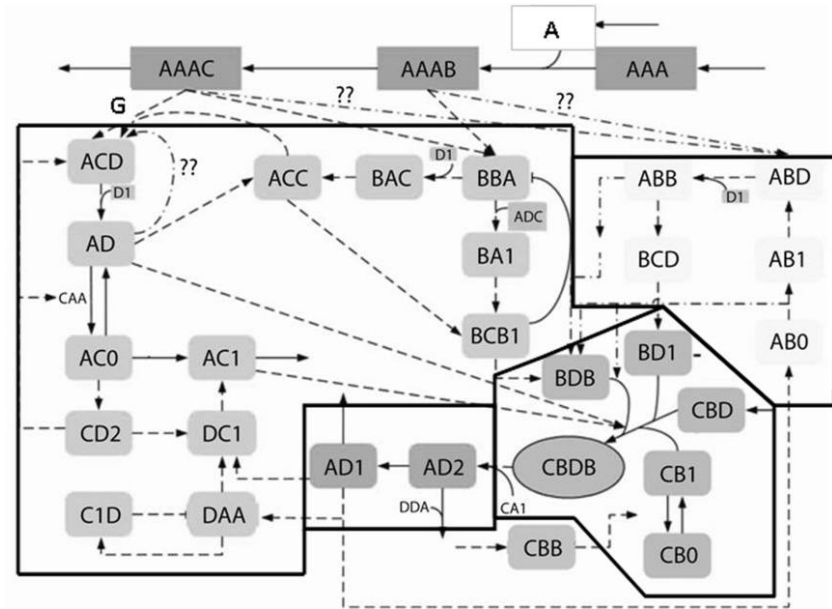 A
AAAC
AAAB
AAA
G
??
??
ACD
D1
??
ACC
BAC
D1
BBA
ABB
D1
ABD
AD
ADC
BA1
BCD
AB1
CAA
AC0
AC1
BCB1
BDB
BD1
AB0
CD2
DC1
CBD
AD1
AD2
CBDB
CB1
C1D
DAA
DDA
CA1
CBB
CB0